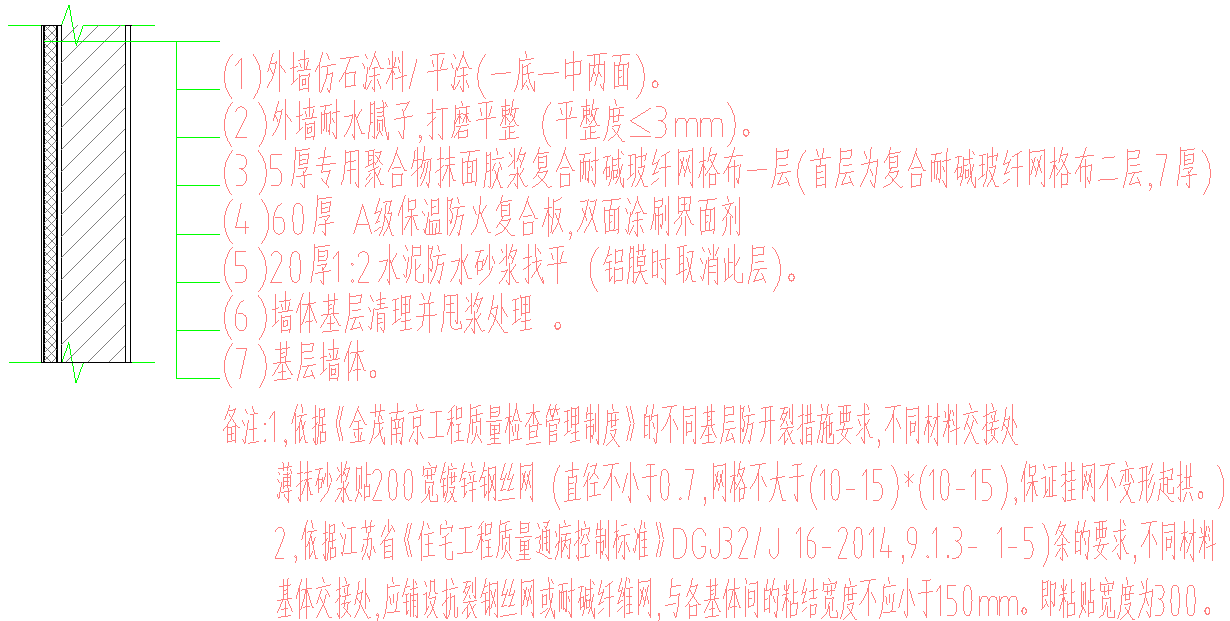 (1)外墙仿石涂料/平涂(一底一中两面)。
(2)外墙耐水腻子,打磨平整 (平整度≤3mm)。
(3)5厚专用聚合物抹面胶浆复合耐碱玻纤网格布一层(首层为复合耐碱玻纤网格布二层,7厚)
(4)60厚 A级保温防火复合板,双面涂刷界面剂
(5)20厚1:2水泥防水砂浆找平 (铝膜时取消此层)。
(6)墙体基层清理并甩浆处理 。
(7)基层墙体。
备注:1,依据《金茂南京工程质量检查管理制度》的不同基层防开裂措施要求,不同材料交接处
薄抹砂浆贴200宽镀锌钢丝网 (直径不小于0.7,网格不大于(10-15)*(10-15),保证挂网不变形起拱。)
2,依据江苏省《住宅工程质量通病控制标准》DGJ32/J 16-2014,9.1.3- 1-5)条的要求,不同材料
基体交接处,应铺设抗裂钢丝网或耐碱纤维网,与各基体间的粘结宽度不应小于150mm。即粘贴宽度为300。